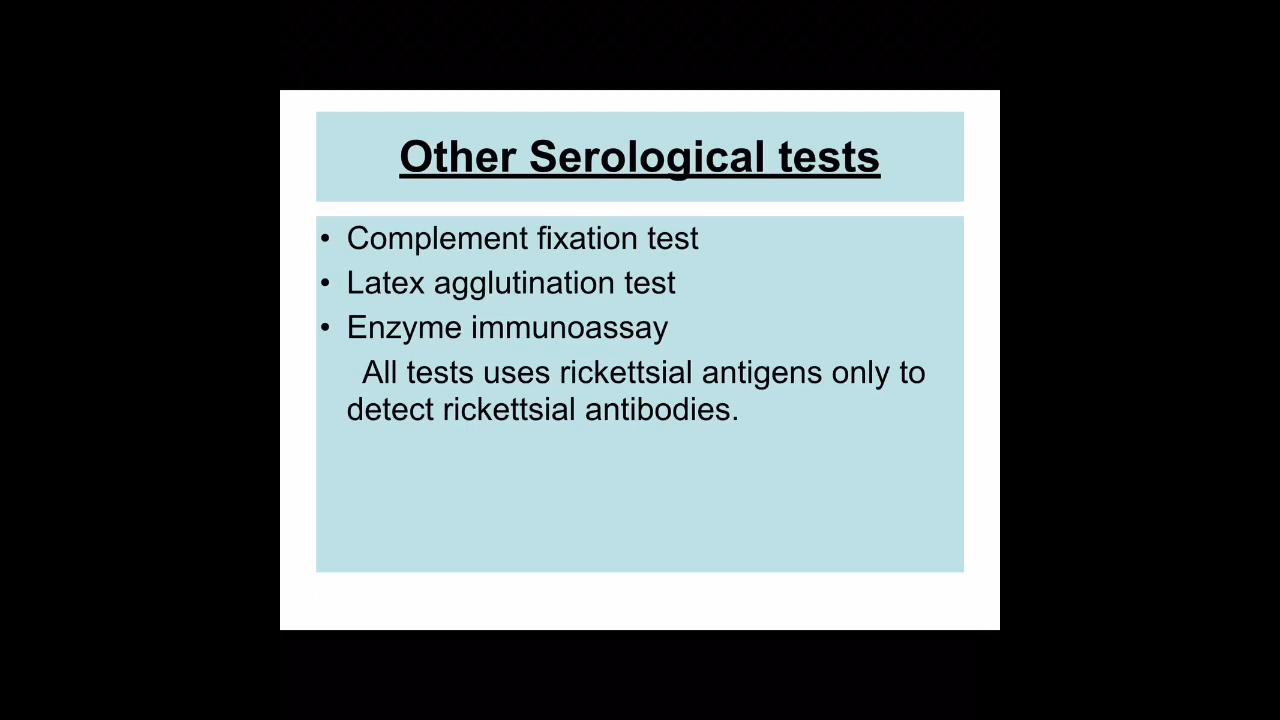 Other Serological tests
• Complement fixation test
• Latex agglutination test
• Enzyme immunoassay
All tests uses rickettsial antigens only to
detect rickettsial antibodies.